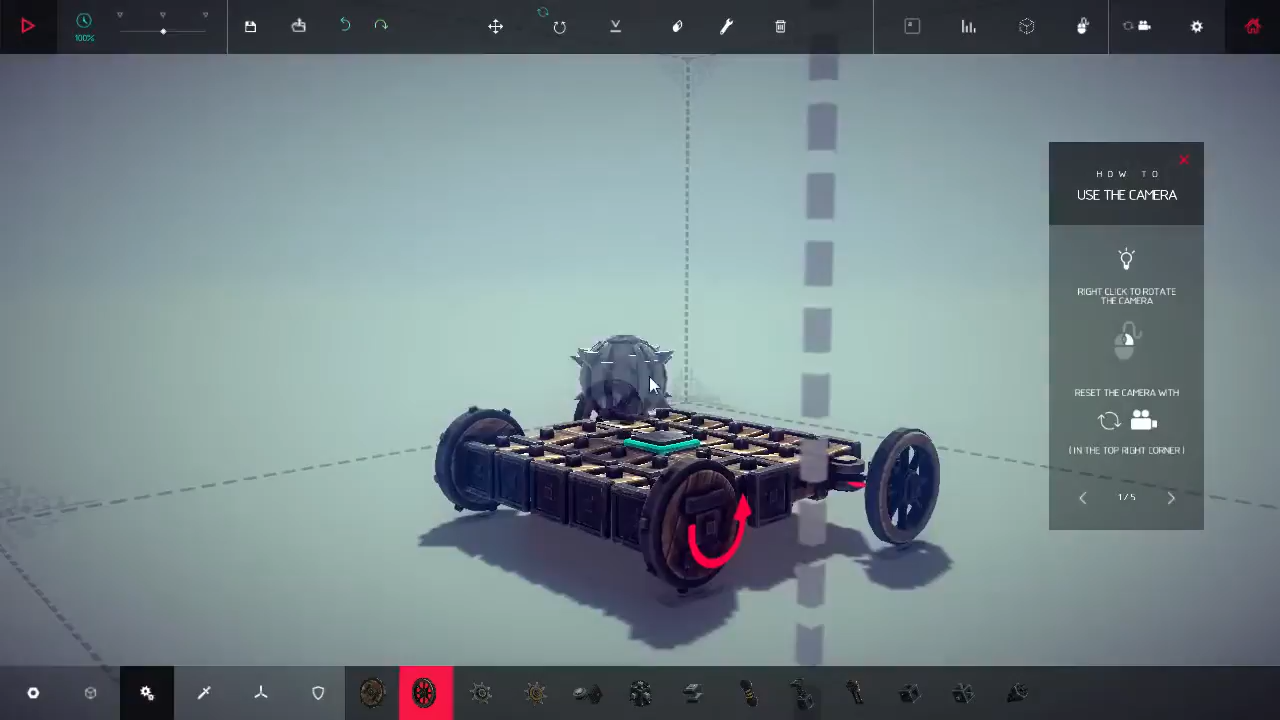 100%
HOW TO
USE THE CAMERA
RIGHT CLICK TO ROTATE
THE CAMERA
RESET THE CAMERA WITH
( IN THE TOP RIGHT CORNER )
1/5